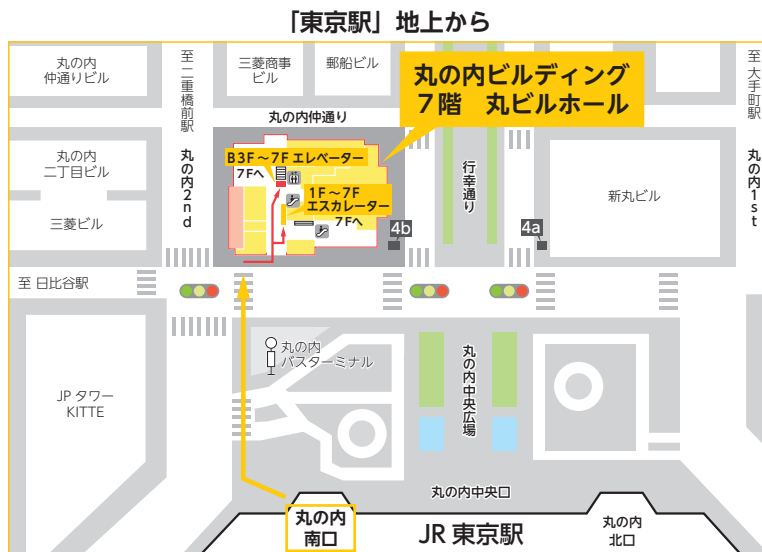 「東京駅」地上から
丸の内
仲通りビル
至 二重橋前駅
三菱商事
ビル
郵船ビル
丸の内ビルディング
7階　丸ビルホール
至 大手町駅
丸の内仲通り
丸の内
二丁目ビル
丸の内2nd
B3F～7F エレベーター
7Fへ
1F～7F
エスカレーター
7Fへ
行幸通り
新丸ビル
丸の内1st
三菱ビル
4b
4a
至 日比谷駅
丸の内
バスターミナル
丸の内中央広場
JP タワー
KITTE
丸の内中央口
丸の内
南口
JR 東京駅
丸の内
北口